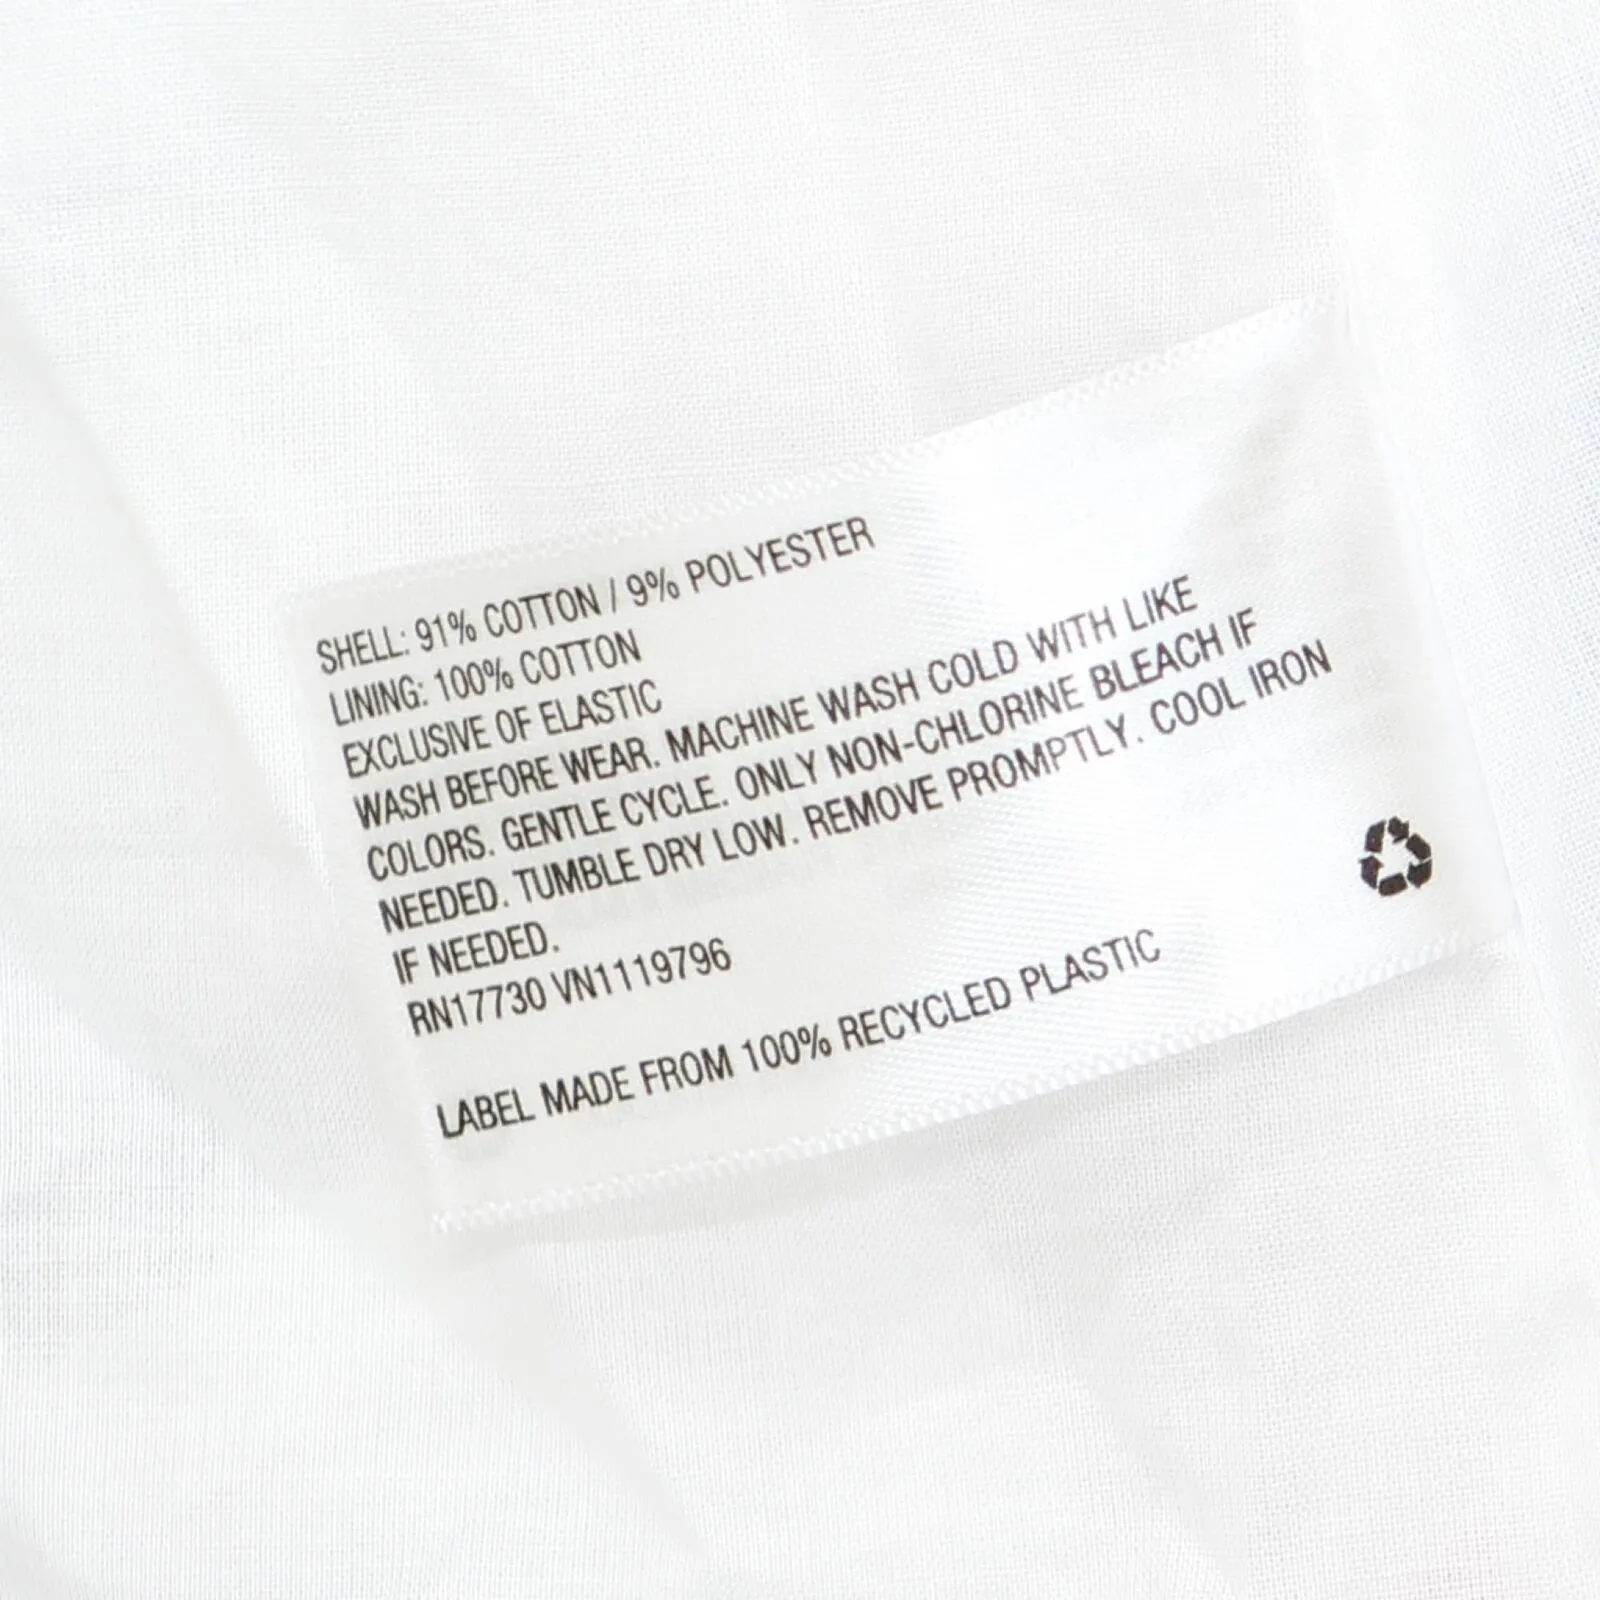 SHELL: 91% COTTON / 9% POLYESTER
LINING: 100% COTTON
EXCLUSIVE OF ELASTIC
WASH BEFORE WEAR. MACHINE WASH COLD WITH LIKE
COLORS. GENTLE CYCLE. ONLY NON-CHLORINE BLEACH IF
NEEDED. TUMBLE DRY LOW. REMOVE PROMPTLY. COOL IRON
IF NEEDED.
RN17730 VN1119796
LABEL MADE FROM 100% RECYCLED PLASTIC